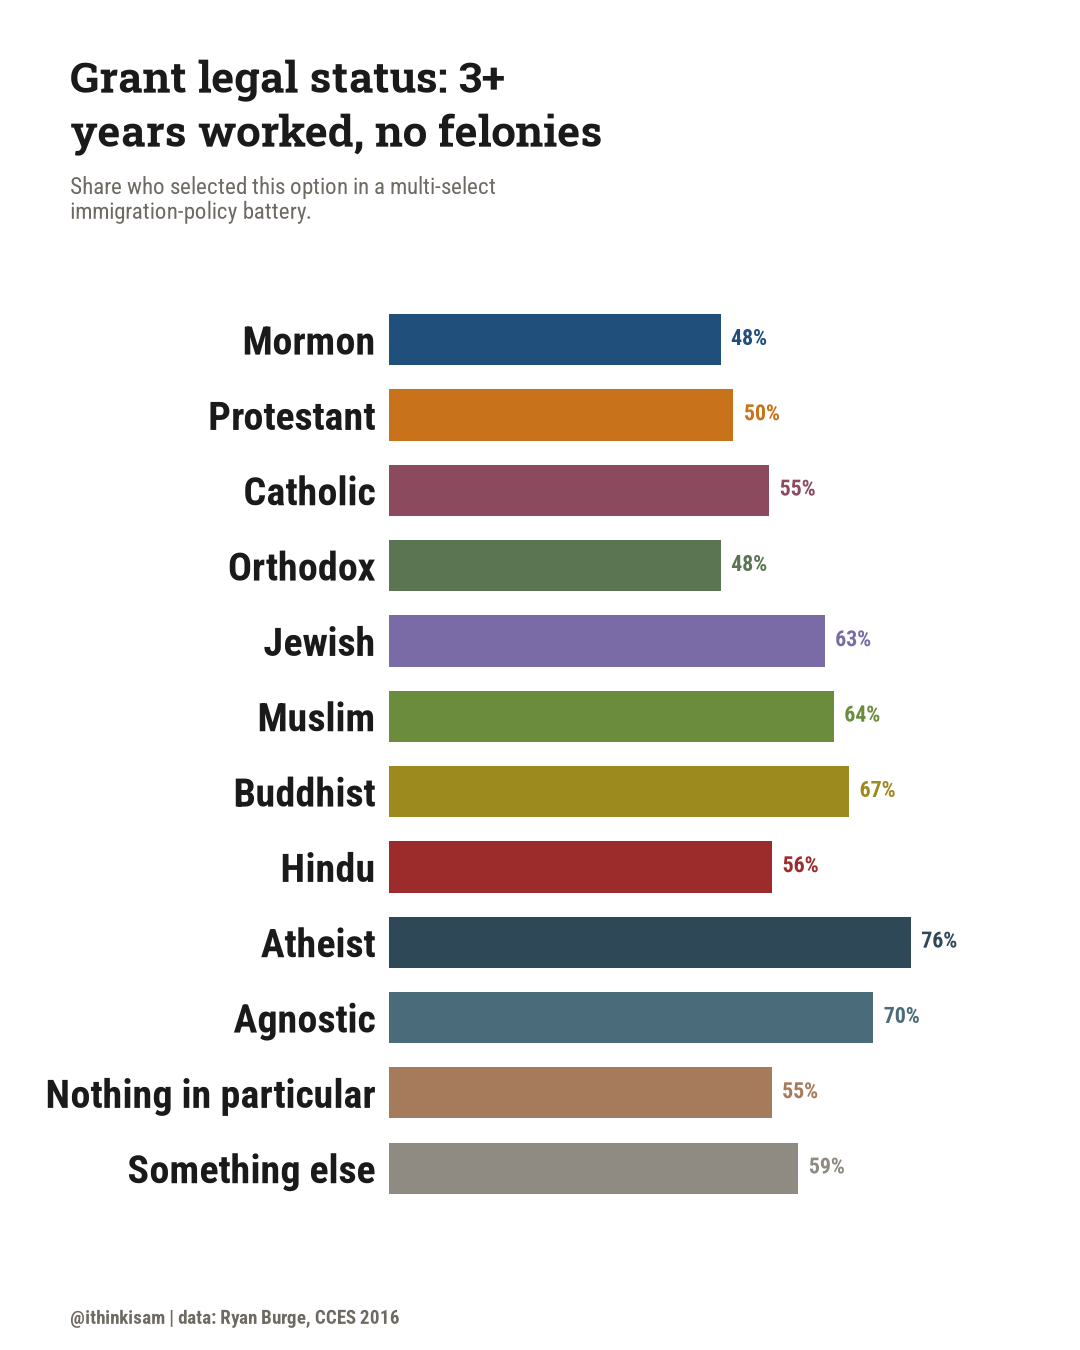 Grant legal status: 3+
years worked, no felonies
Share who selected this option in a multi-select
immigration-policy battery.
Mormon 48%
Protestant 50%
Catholic 55%
Orthodox 48%
Jewish 63%
Muslim 64%
Buddhist 67%
Hindu 56%
Atheist 76%
Agnostic 70%
Nothing in particular 55%
Something else 59%
@ithinkisam | data: Ryan Burge, CCES 2016